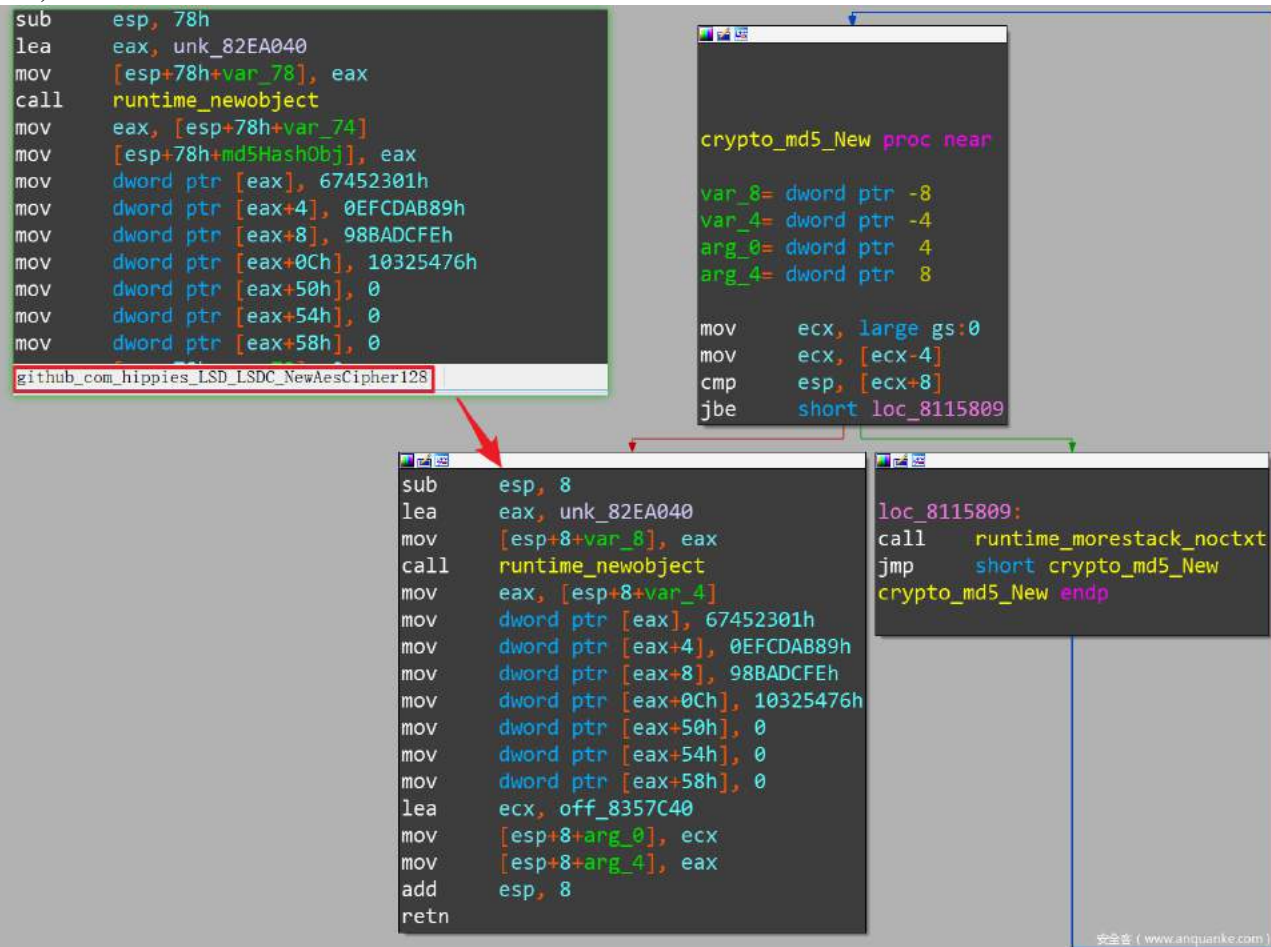 sub esp, 78h
lea eax, unk_82EA040
mov [esp+78h+var_78], eax
call runtime_newobject
mov eax, [esp+78h+var_74]
mov [esp+78h+md5HashObj], eax
mov dword ptr [eax], 67452301h
mov dword ptr [eax+4], 0EFCDAB89h
mov dword ptr [eax+8], 98BADCFEh
mov dword ptr [eax+0Ch], 10325476h
mov dword ptr [eax+50h], 0
mov dword ptr [eax+54h], 0
mov dword ptr [eax+58h], 0
github_com_hippies_LSD_LSDC_NewAesCipher128
crypto_md5_New proc near
var_8= dword ptr -8
var_4= dword ptr -4
arg_0= dword ptr 4
arg_4= dword ptr 8
mov ecx, large gs:0
mov ecx, [ecx-4]
cmp esp, [ecx+8]
jbe short loc_8115809
sub esp, 8
lea eax, unk_82EA040
mov [esp+8+var_8], eax
call runtime_newobject
mov eax, [esp+8+var_4]
mov dword ptr [eax], 67452301h
mov dword ptr [eax+4], 0EFCDAB89h
mov dword ptr [eax+8], 98BADCFEh
mov dword ptr [eax+0Ch], 10325476h
mov dword ptr [eax+50h], 0
mov dword ptr [eax+54h], 0
mov dword ptr [eax+58h], 0
lea ecx, off_8357C40
mov [esp+8+arg_0], ecx
mov [esp+8+arg_4], eax
add esp, 8
retn
loc_8115809:
call runtime_morestack_noctxt
jmp short crypto_md5_New
crypto_md5_New endp
安全客 ( www.anquanke.com )